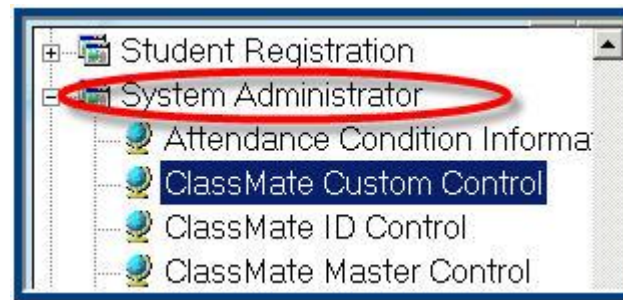 Student Registration
System Administrator
Attendance Condition Informa
ClassMate Custom Control
ClassMate ID Control
ClassMate Master Control